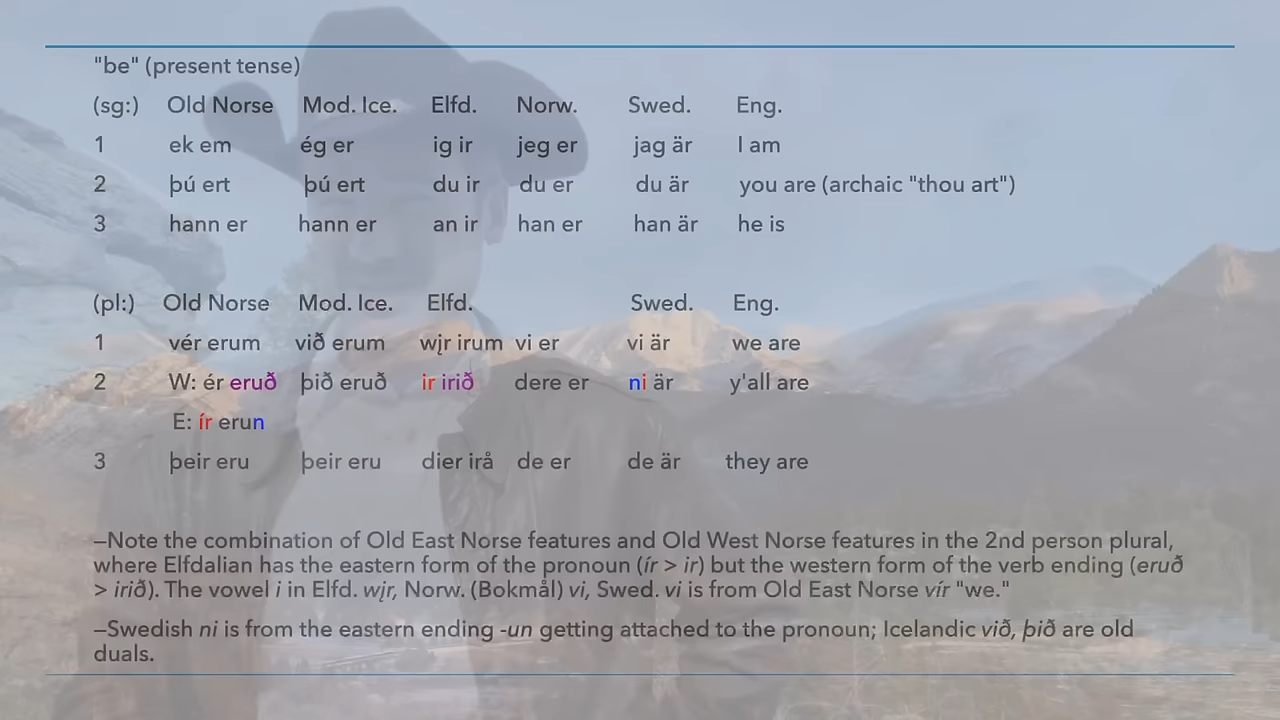 "be" (present tense)
(sg:) Old Norse Mod. Ice. Elfd. Norw. Swed. Eng.
1 ek em ég er ig ir jeg er jag är I am
2 þú ert þú ert du ir du er du är you are (archaic "thou art")
3 hann er hann er an ir han er han är he is
(pl:) Old Norse Mod. Ice. Elfd. Swed. Eng.
1 vér erum við erum wįr irum vi er vi är we are
2 W: ér eruð þið eruð ir irið dere er ni är y'all are
E: ír erun
3 þeir eru þeir eru dier irå de er de är they are
—Note the combination of Old East Norse features and Old West Norse features in the 2nd person plural,
where Elfdalian has the eastern form of the pronoun (ír > ir) but the western form of the verb ending (eruð
> irið). The vowel i in Elfd. wįr, Norw. (Bokmål) vi, Swed. vi is from Old East Norse vír "we."
—Swedish ni is from the eastern ending -un getting attached to the pronoun; Icelandic við, þið are old
duals.